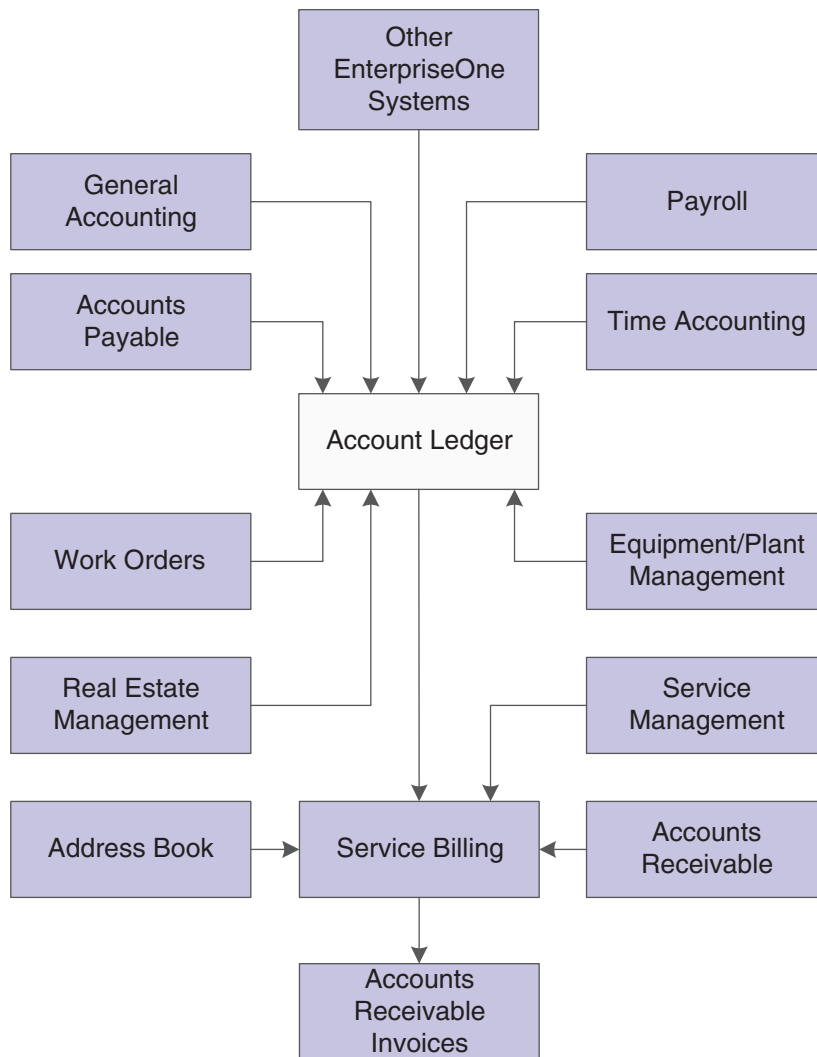 Other
EnterpriseOne
Systems
General
Accounting
Payroll
Accounts
Payable
Time Accounting
Account Ledger
Work Orders
Equipment/Plant
Management
Real Estate
Management
Service
Management
Address Book
Service Billing
Accounts
Receivable
Accounts
Receivable
Invoices